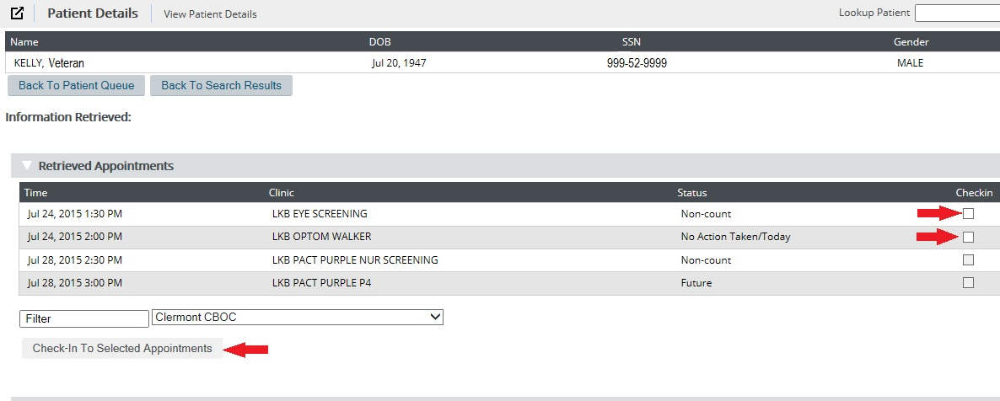 Patient Details View Patient Details Lookup Patient
Name DOB SSN Gender
KELLY, Veteran Jul 20, 1947 999-52-9999 MALE
Back To Patient Queue Back To Search Results
Information Retrieved:
Retrieved Appointments
Time Clinic Status Checkin
Jul 24, 2015 1:30 PM LKB EYE SCREENING Non-count
Jul 24, 2015 2:00 PM LKB OPTOM WALKER No Action Taken/Today
Jul 28, 2015 2:30 PM LKB PACT PURPLE NUR SCREENING Non-count
Jul 28, 2015 3:00 PM LKB PACT PURPLE P4 Future
Filter Clermont CBOC
Check-In To Selected Appointments